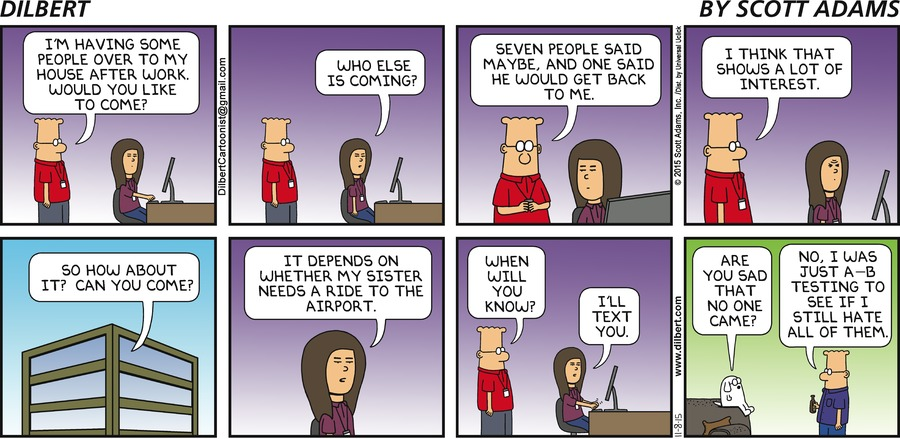 DILBERT
BY SCOTT ADAMS
I'M HAVING SOME
PEOPLE OVER TO MY
HOUSE AFTER WORK.
WOULD YOU LIKE
TO COME?
DilbertCartoonist@gmail.com
WHO ELSE
IS COMING?
SEVEN PEOPLE SAID
MAYBE, AND ONE SAID
HE WOULD GET BACK
TO ME.
© 2015 Scott Adams, Inc. /Dist. by Universal Uclick
I THINK THAT
SHOWS A LOT OF
INTEREST.
SO HOW ABOUT
IT? CAN YOU COME?
IT DEPENDS ON
WHETHER MY SISTER
NEEDS A RIDE TO THE
AIRPORT.
WHEN
WILL
YOU
KNOW?
I'LL
TEXT
YOU.
11-8-15
www.dilbert.com
ARE
YOU SAD
THAT
NO ONE
CAME?
NO, I WAS
JUST A-B
TESTING TO
SEE IF I
STILL HATE
ALL OF THEM.